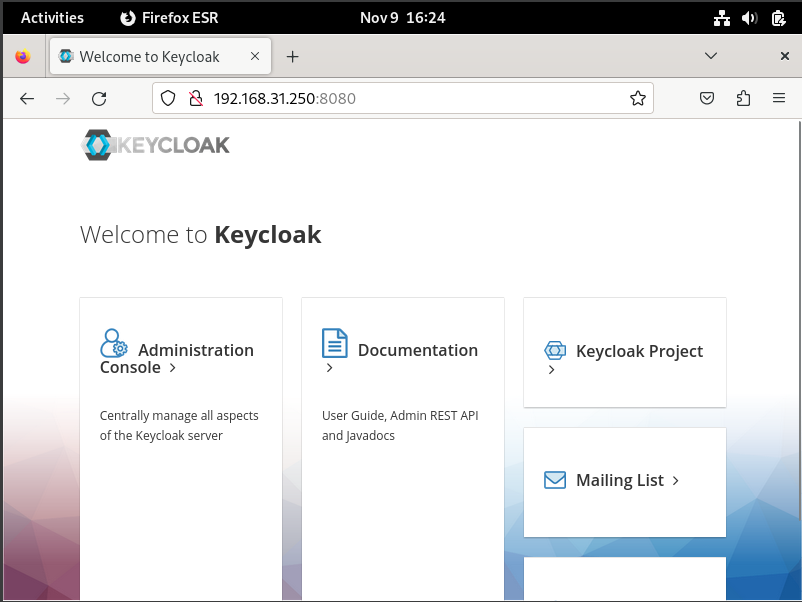 Activities
Firefox ESR
Nov 9 16:24
Welcome to Keycloak
192.168.31.250:8080
KEYCLOAK
Welcome to Keycloak
Administration
Console >
Centrally manage all aspects
of the Keycloak server
Documentation
>
User Guide, Admin REST API
and Javadocs
Keycloak Project
>
Mailing List >